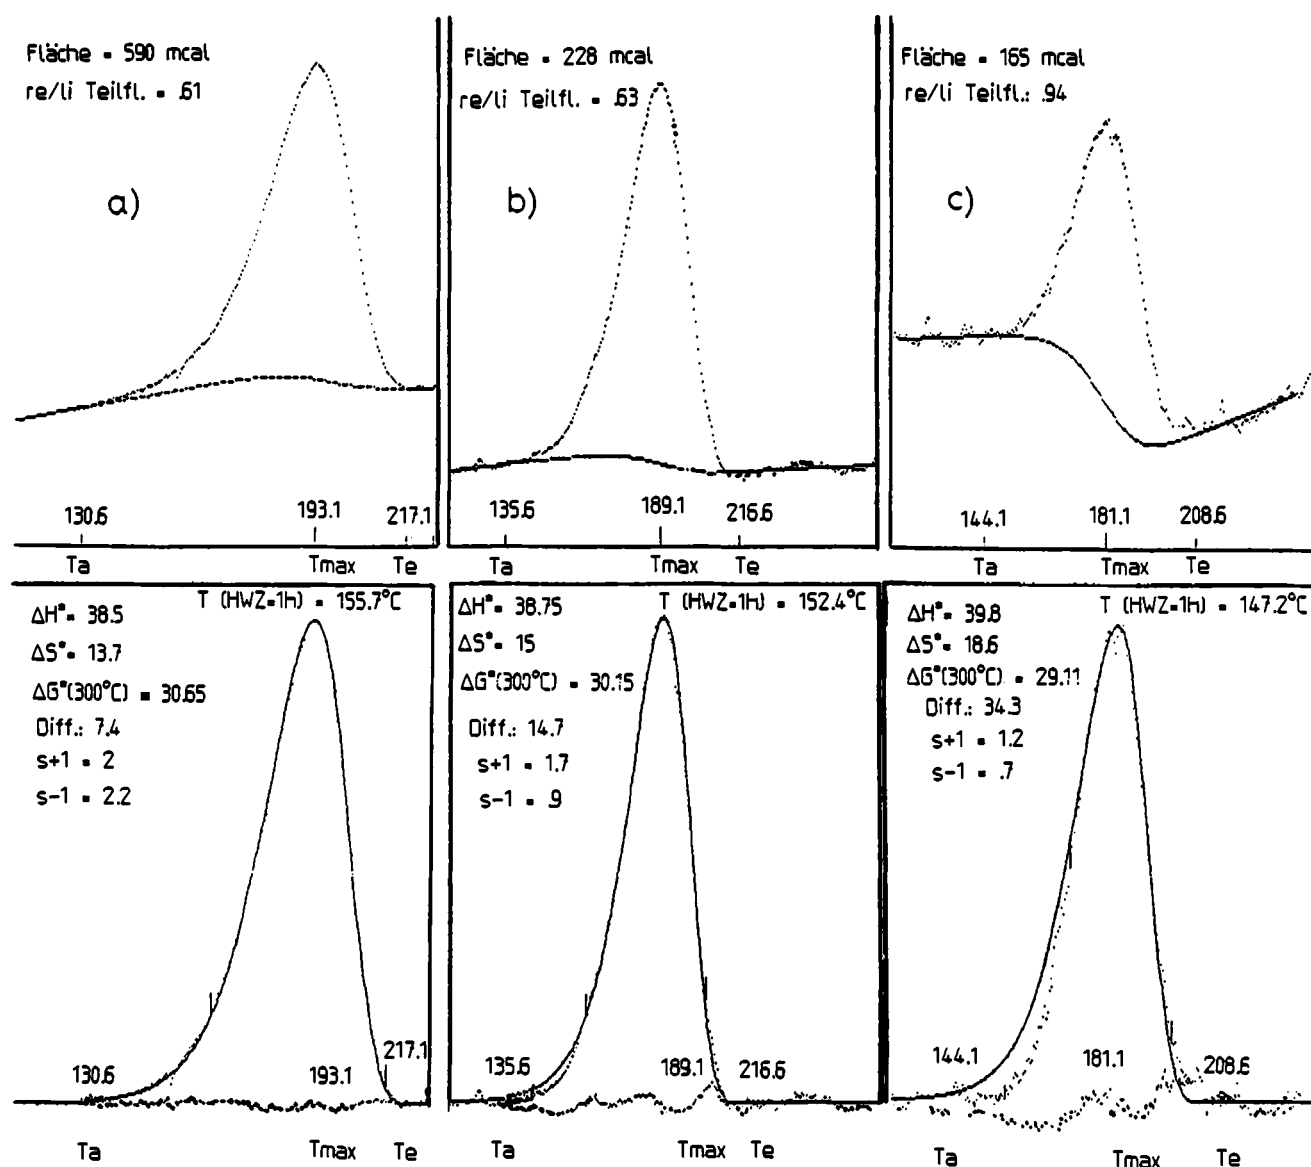 Fläche = 590 mcal
re/li Teilfl. = .61
a)
130.6
193.1
217.1
Ta
Tmax
Te
Fläche = 228 mcal
re/li Teilfl. = .63
b)
135.6
189.1
216.6
Ta
Tmax
Te
Fläche = 165 mcal
re/li Teilfl.: .94
c)
144.1
181.1
208.6
Ta
Tmax
Te
T (HWZ=1h) = 155.7°C
ΔH*= 38.5
ΔS*= 13.7
ΔG*(300°C) = 30.65
Diff.: 7.4
s+1 = 2
s-1 = 2.2
130.6
193.1
217.1
Ta
Tmax
Te
T (HWZ=1h) = 152.4°C
ΔH*= 38.75
ΔS*= 15
ΔG*(300°C) = 30.15
Diff.: 14.7
s+1 = 1.7
s-1 = .9
135.6
189.1
216.6
Ta
Tmax
Te
T (HWZ=1h) = 147.2°C
ΔH*= 39.8
ΔS*= 18.6
ΔG*(300°C) = 29.11
Diff.: 34.3
s+1 = 1.2
s-1 = .7
144.1
181.1
208.6
Ta
Tmax
Te